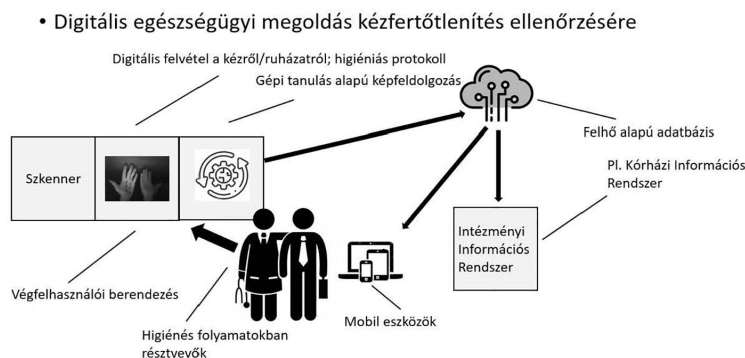 • Digitális egészségügyi megoldás kézfertőtlenítés ellenőrzésére
Digitális felvétel a kézről/ruházatról; higiéniás protokoll
Gépi tanulás alapú képfeldolgozás
Felhő alapú adatbázis
Pl. Kórházi Információs
Rendszer
Szkenner
Intézményi
Információs
Rendszer
Végfelhasználói berendezés
Mobil eszközök
Higiénés folyamatokban
résztvevők